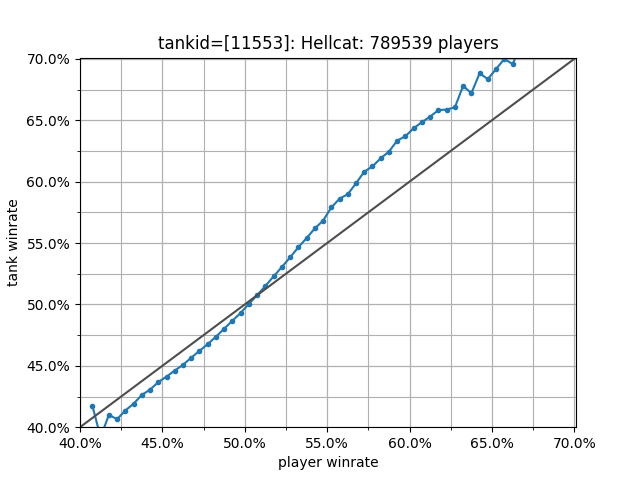 tankid=[11553]: Hellcat: 789539 players
70.0%
65.0%
60.0%
55.0%
50.0%
45.0%
40.0%
tank winrate
40.0% 45.0% 50.0% 55.0% 60.0% 65.0% 70.0%
player winrate